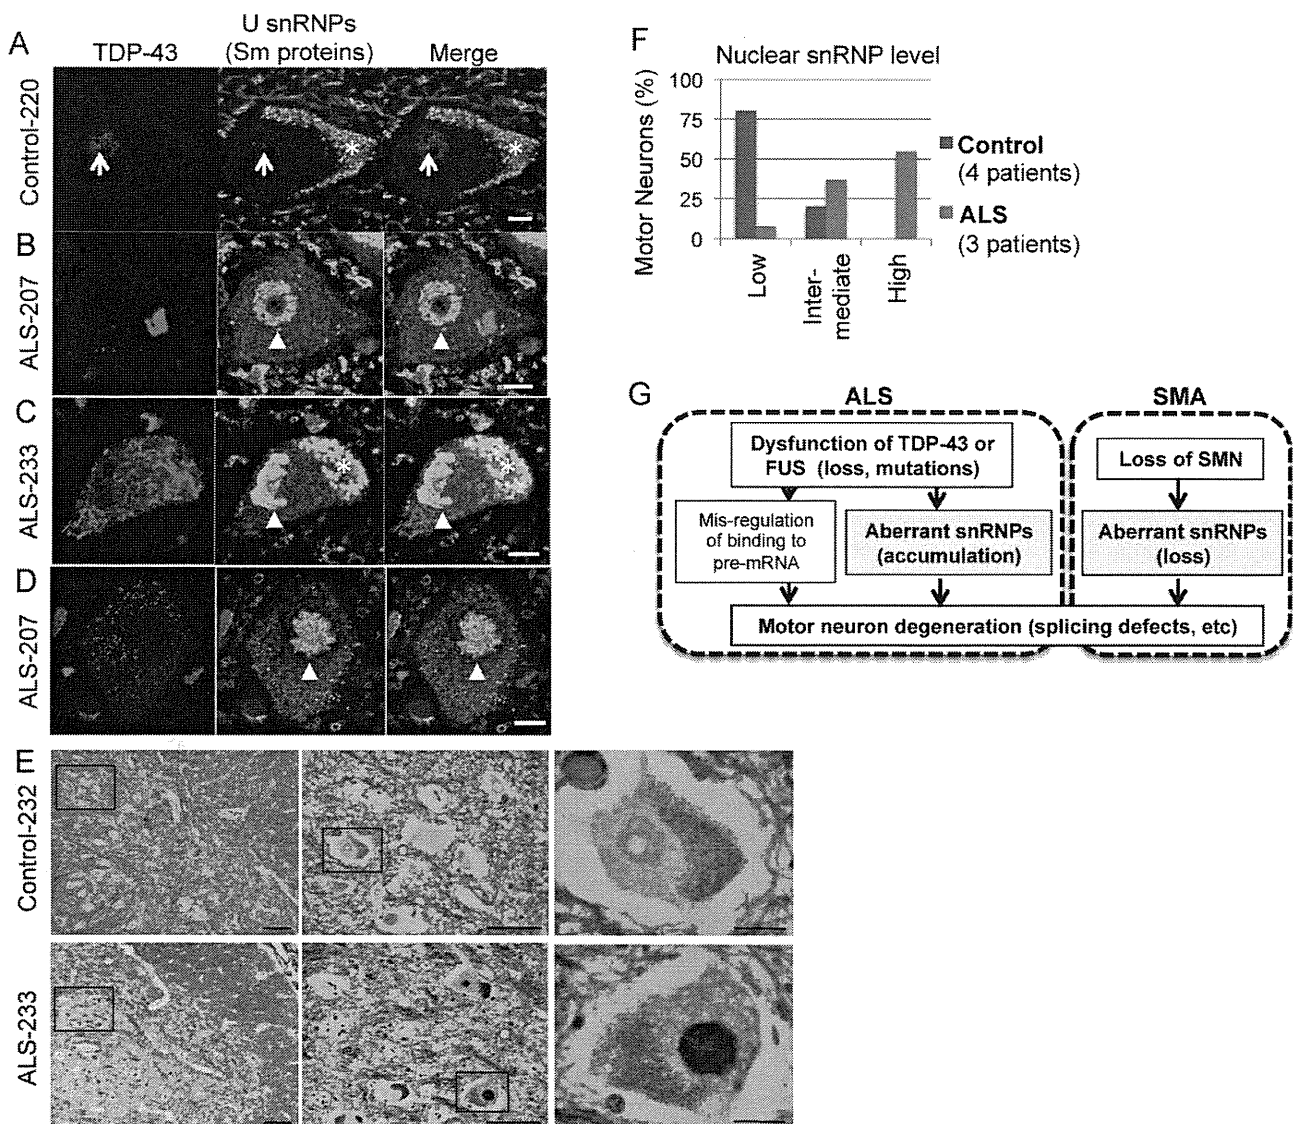 A
TDP-43
U snRNPs
(Sm proteins)
Merge
Control-220
*
*
B
ALS-207
C
ALS-233
*
*
D
ALS-207
E
Control-232
ALS-233
F
Nuclear snRNP level
Motor Neurons (%)
100
75
50
25
0
Low
Inter-
mediate
High
Control
(4 patients)
ALS
(3 patients)
G
ALS
SMA
Dysfunction of TDP-43 or
FUS (loss, mutations)
Loss of SMN
Mis-regulation
of binding to
pre-mRNA
Aberrant snRNPs
(accumulation)
Aberrant snRNPs
(loss)
Motor neuron degeneration (splicing defects, etc)